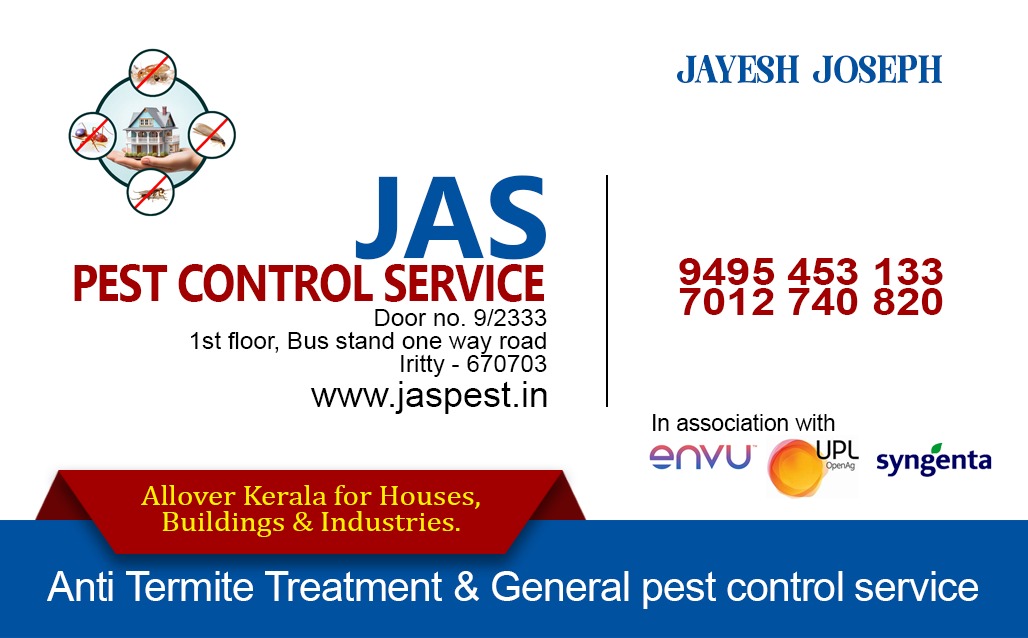 JAYESH JOSEPH
JAS
PEST CONTROL SERVICE
Door no. 9/2333
1st floor, Bus stand one way road
Iritty - 670703
www.jaspest.in
9495 453 133
7012 740 820
In association with
envu™
UPL
OpenAg
syngenta
Allover Kerala for Houses,
Buildings & Industries.
Anti Termite Treatment & General pest control service